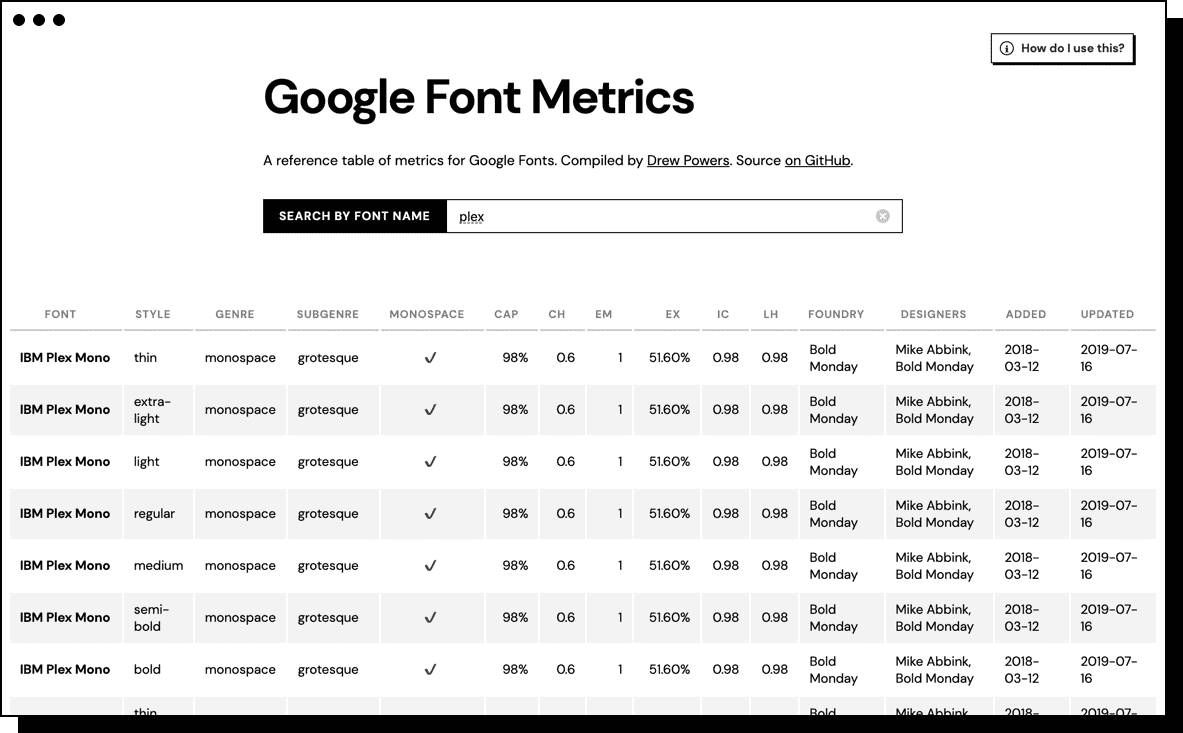 How do I use this?
Google Font Metrics
A reference table of metrics for Google Fonts. Compiled by Drew Powers. Source on GitHub.
SEARCH BY FONT NAME plex
FONT STYLE GENRE SUBGENRE MONOSPACE CAP CH EM EX IC LH FOUNDRY DESIGNERS ADDED UPDATED
IBM Plex Mono thin monospace grotesque ✓ 98% 0.6 1 51.60% 0.98 0.98 Bold Monday Mike Abbink, Bold Monday 2018-03-12 2019-07-16
IBM Plex Mono extra-light monospace grotesque ✓ 98% 0.6 1 51.60% 0.98 0.98 Bold Monday Mike Abbink, Bold Monday 2018-03-12 2019-07-16
IBM Plex Mono light monospace grotesque ✓ 98% 0.6 1 51.60% 0.98 0.98 Bold Monday Mike Abbink, Bold Monday 2018-03-12 2019-07-16
IBM Plex Mono regular monospace grotesque ✓ 98% 0.6 1 51.60% 0.98 0.98 Bold Monday Mike Abbink, Bold Monday 2018-03-12 2019-07-16
IBM Plex Mono medium monospace grotesque ✓ 98% 0.6 1 51.60% 0.98 0.98 Bold Monday Mike Abbink, Bold Monday 2018-03-12 2019-07-16
IBM Plex Mono semi-bold monospace grotesque ✓ 98% 0.6 1 51.60% 0.98 0.98 Bold Monday Mike Abbink, Bold Monday 2018-03-12 2019-07-16
IBM Plex Mono bold monospace grotesque ✓ 98% 0.6 1 51.60% 0.98 0.98 Bold Monday Mike Abbink, Bold Monday 2018-03-12 2019-07-16
thin Bold Mike Abbink, 2018- 2019-07-